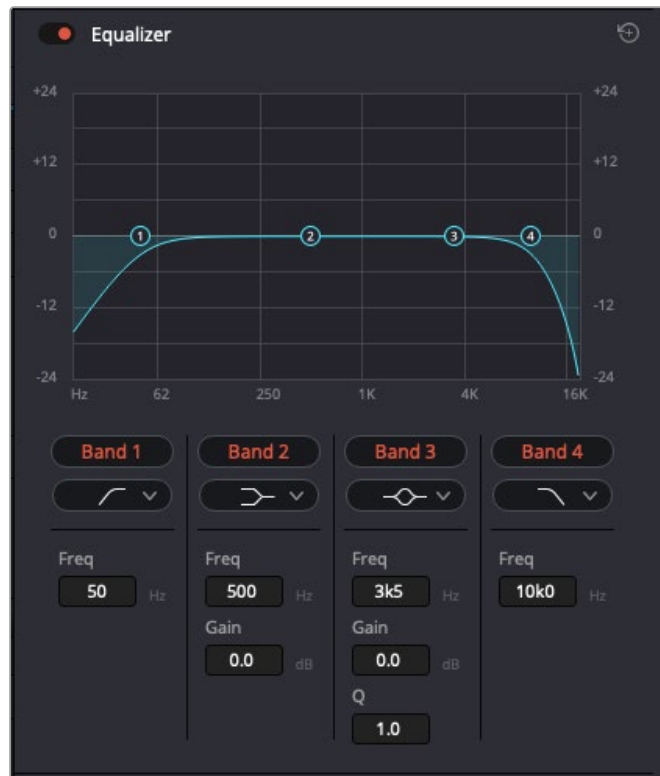 Equalizer
+24 +24
+12 +12
0 1 2 3 4 0
-12 -12
-24 -24
Hz 62 250 1K 4K 16K
Band 1 Band 2 Band 3 Band 4
Freq Freq Freq Freq
50 Hz 500 Hz 3k5 Hz 10k0 Hz
Gain Gain
0.0 dB 0.0 dB
Q
1.0